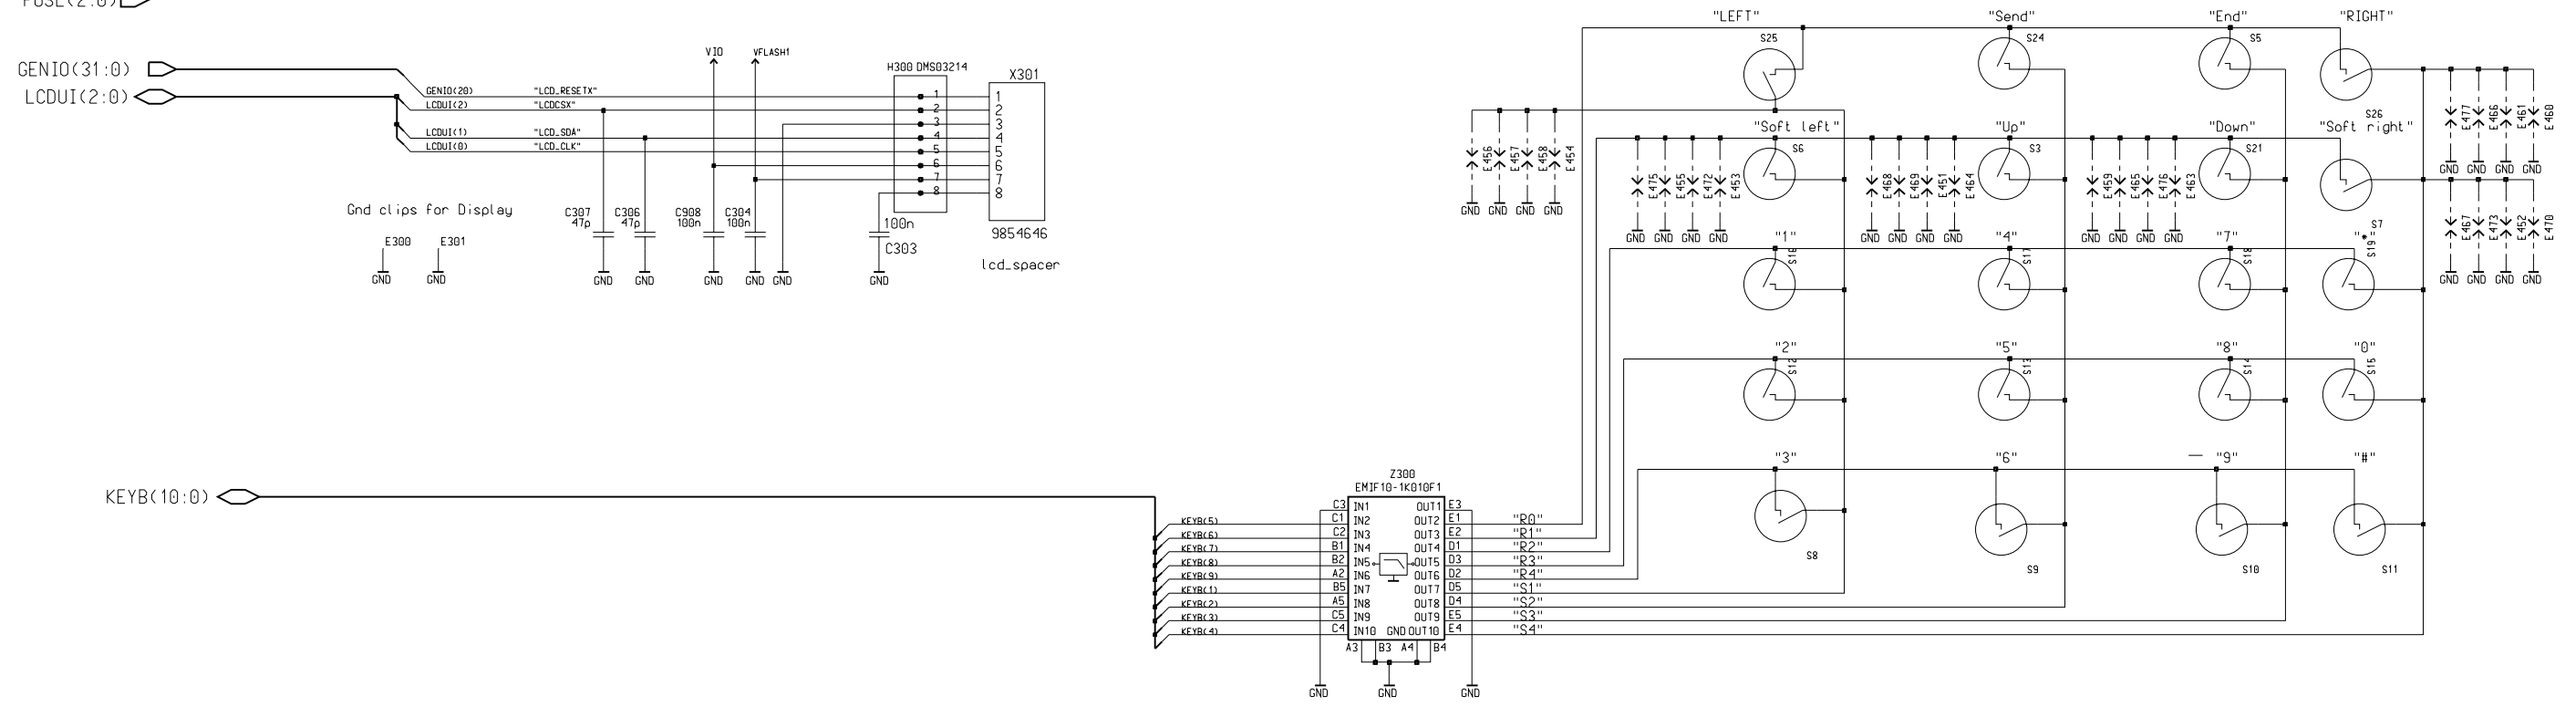 FUSE(2:0)
GENIO(31:0)
LCDUI(2:0)
GENIO(20) "LCD_RESETX"
LCDUI(2) "LCDCSX"
LCDUI(1) "LCD_SDA"
LCDUI(0) "LCD_CLK"
VIO VFLASH1
H300 DMS03214
X301
1 1
2 2
3 3
4 4
5 5
6 6
7 7
8 8
9854646
lcd_spacer
Gnd clips for Display
E300 E301
GND GND
C307 C306 C908 C304
47p 47p 100n 100n
100n
C303
GND GND GND GND GND GND
KEYB(10:0)
KEYB(5)
KEYB(6)
KEYB(7)
KEYB(8)
KEYB(9)
KEYB(1)
KEYB(2)
KEYB(3)
KEYB(4)
Z300
EMIF10-1K010F1
C3 IN1 OUT1 E3
C1 IN2 OUT2 E1 "R0"
C2 IN3 OUT3 E2 "R1"
B1 IN4 OUT4 D1 "R2"
B2 IN5 OUT5 D3 "R3"
A2 IN6 OUT6 D2 "R4"
B5 IN7 OUT7 D5 "S1"
A5 IN8 OUT8 D4 "S2"
C5 IN9 OUT9 E5 "S3"
C4 IN10 GND OUT10 E4 "S4"
A3 B3 A4 B4
GND GND GND
"LEFT" "Send" "End" "RIGHT"
S25 S24 S5 S26
E456 E457 E458 E454
GND GND GND GND
E477 E466 E461 E460
GND GND GND GND
"Soft left" "Up" "Down" "Soft right"
S6 S3 S21 S7
E475 E455 E472 E453
GND GND GND GND
E468 E469 E451 E464
GND GND GND GND
E459 E465 E476 E463
GND GND GND GND
E467 E473 E452 E470
GND GND GND GND
"1" "4" "7" "*"
S16 S17 S18 S19
"2" "5" "8" "0"
S12 S13 S14 S15
"3" "6" "9" "#"
S8 S9 S10 S11